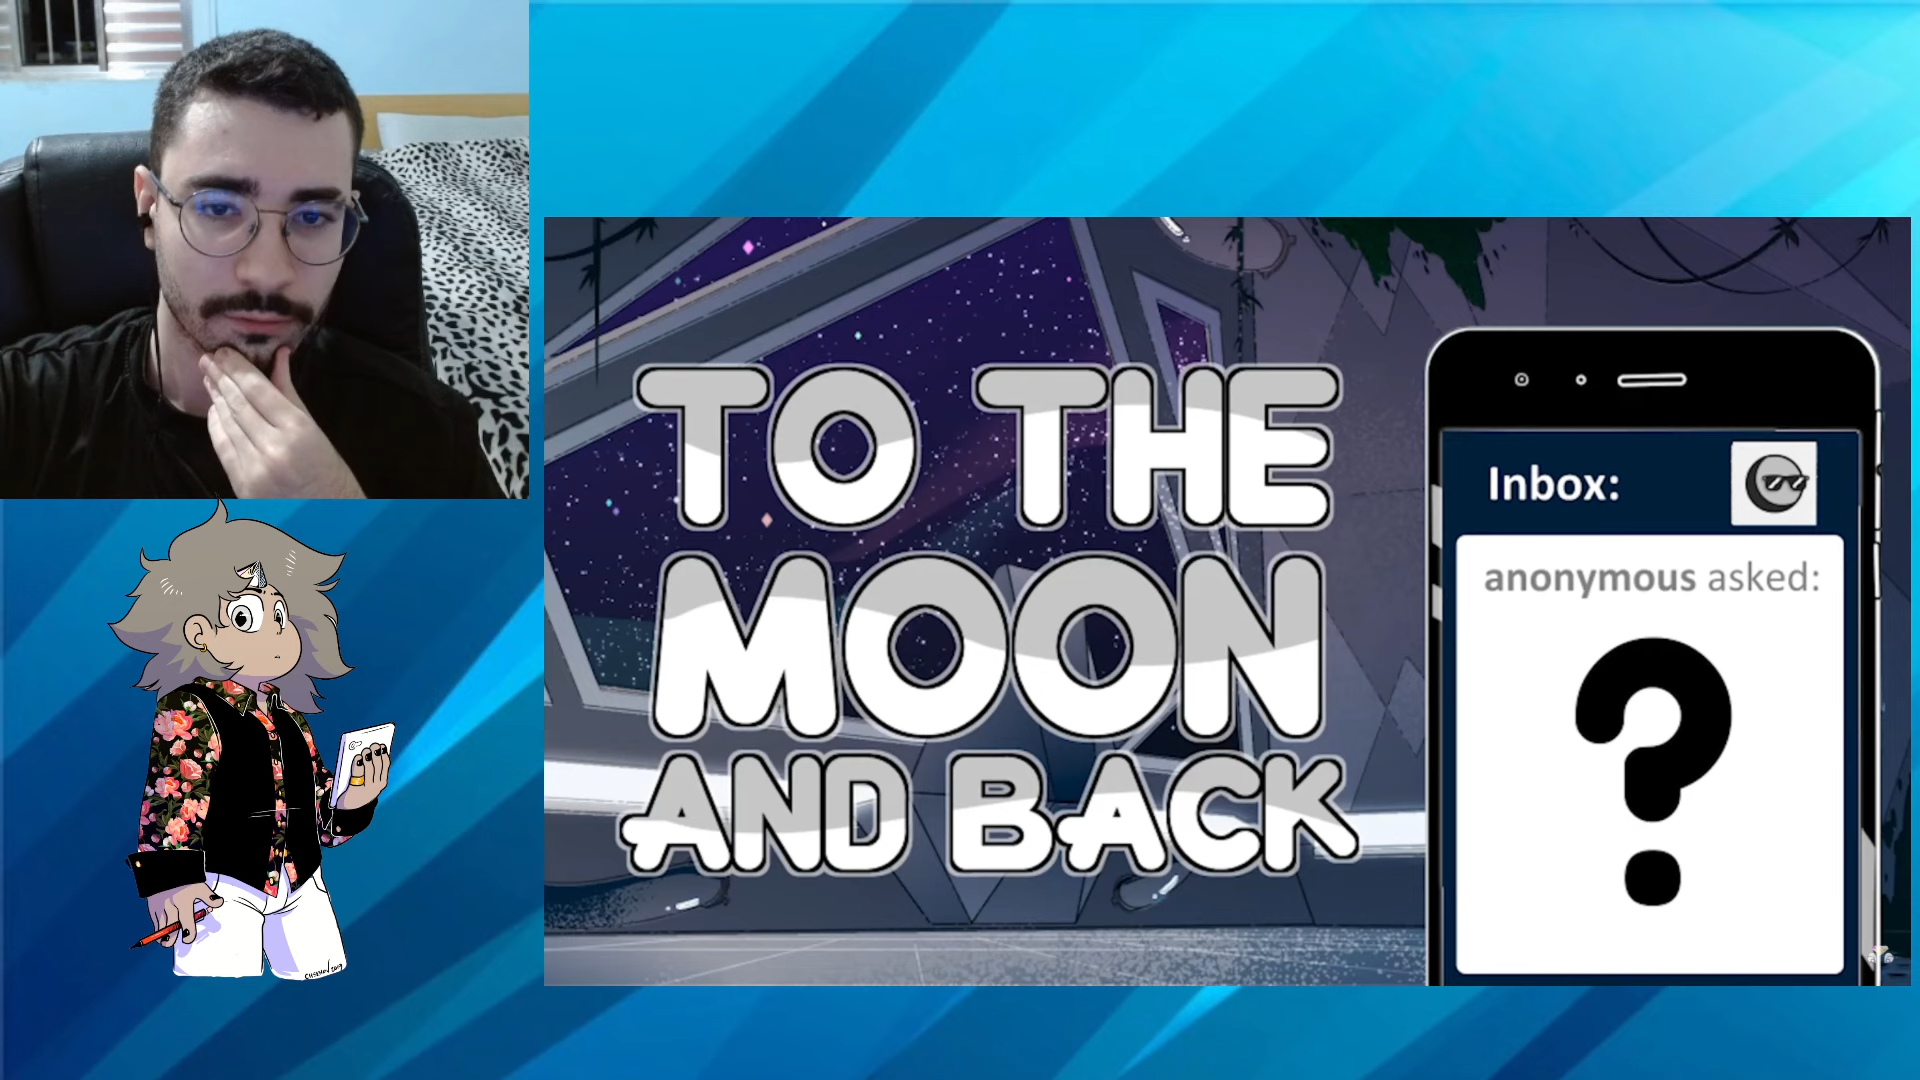 TO THE
MOON
AND BACK
Inbox:
anonymous asked:
?